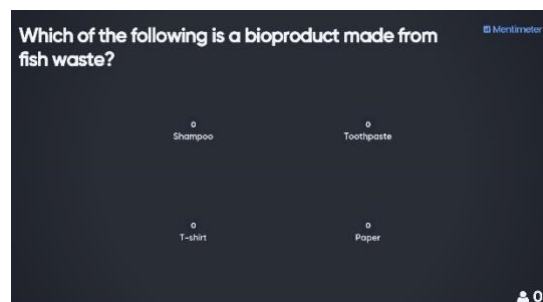 Which of the following is a bioproduct made from
Mentimeter
fish waste?
0
Shampoo
0
Toothpaste
0
T-shirt
0
Paper
0